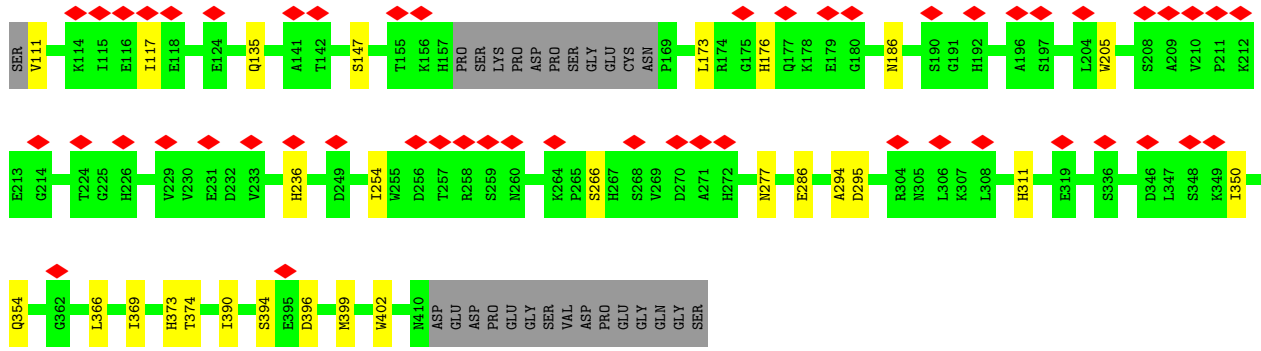 SER V111 K114 I115 E116 I117 E118 E124 Q135 A141 T142 S147 T155 K156 H157 PRO SER LYS PRO ASP PRO SER GLY GLU CYS ASN P169 L173 R174 G175 H176 Q177 K178 E179 G180 N186 S190 G191 H192 A196 S197 L204 W205 S208 A209 V210 P211 K212
E213 G214 T224 G225 H226 V229 V230 E231 D232 V233 H236 D249 I254 W255 D256 T257 R258 S259 N260 K264 P265 S266 H267 S268 V269 D270 A271 H272 N277 E286 A294 D295 R304 N305 L306 K307 L308 H311 E319 S336 D346 L347 S348 K349 I350
Q354 G362 L366 I369 H373 T374 I390 S394 E395 D396 M399 W402 N410 ASP GLU ASP PRO GLU GLY SER VAL ASP PRO GLU GLY GLN GLY SER